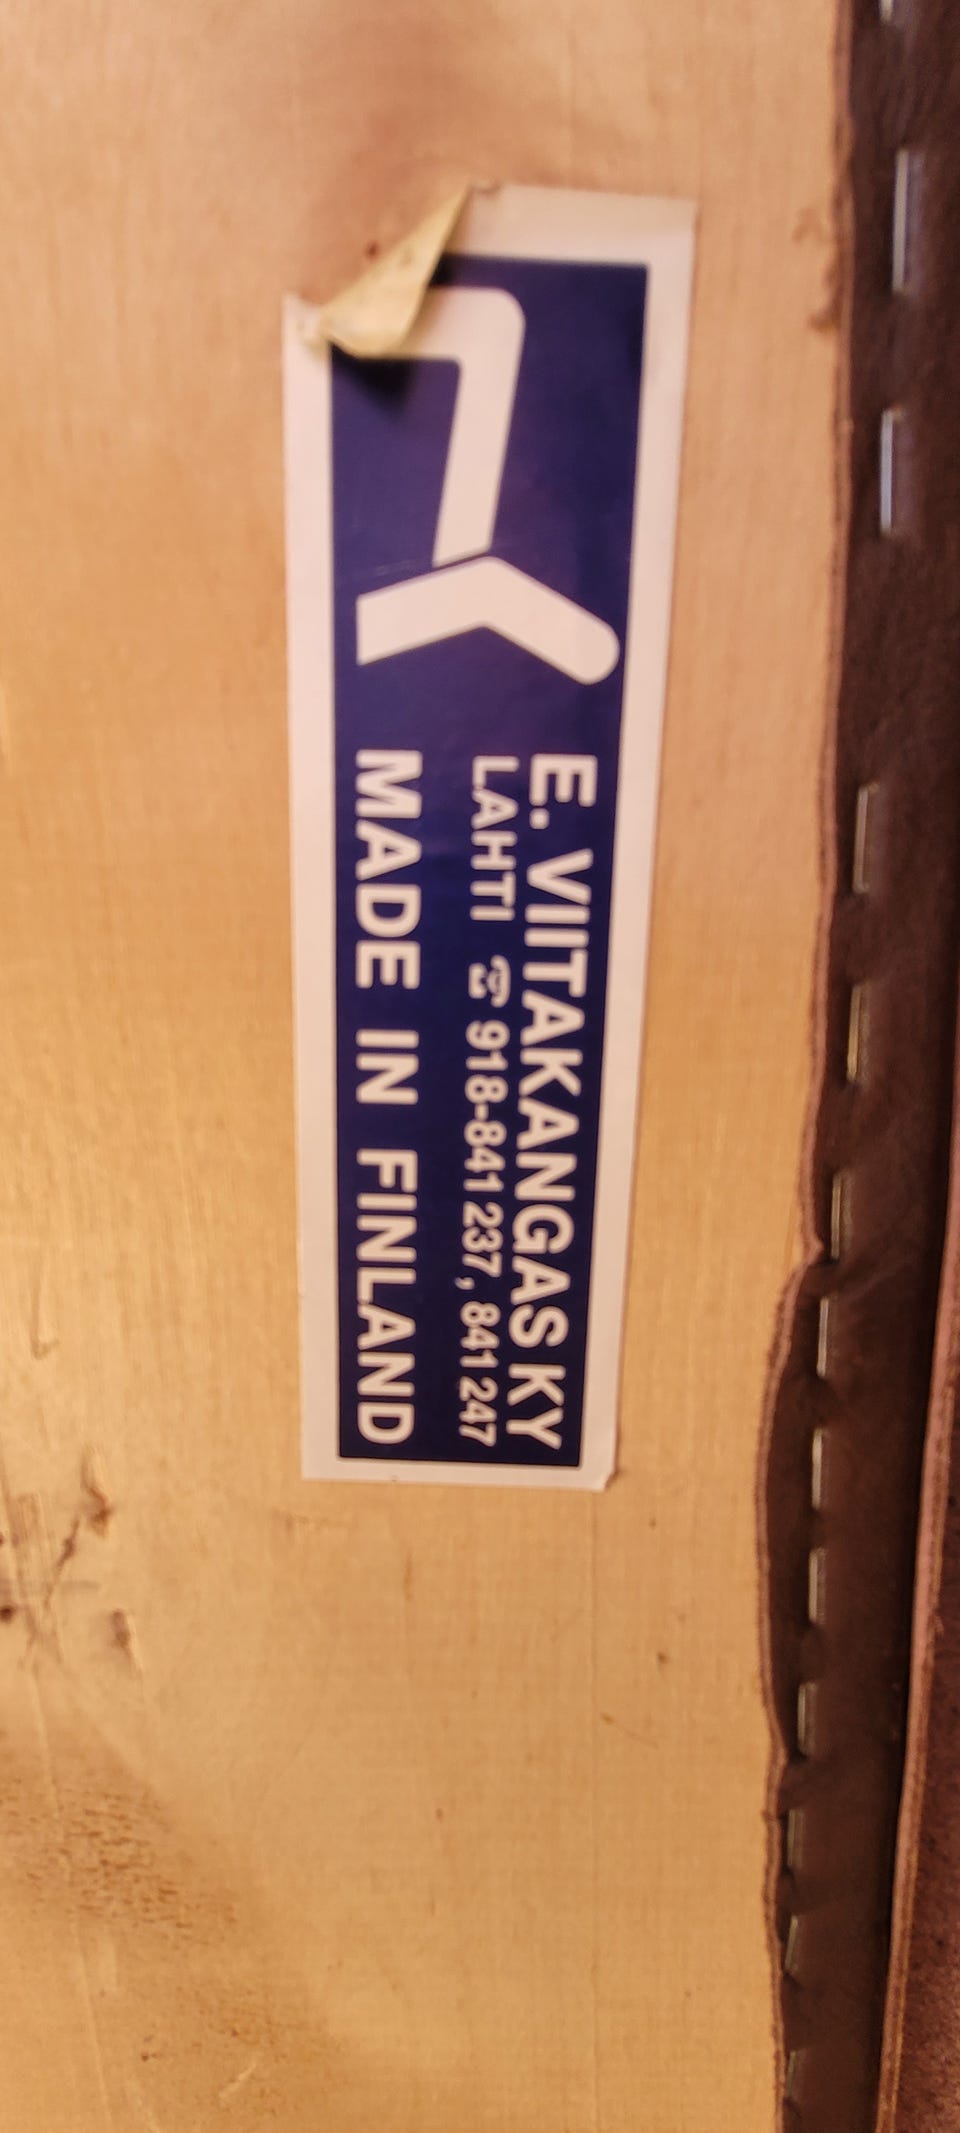 E. VIITAKANGAS KY
LAHTI ☎ 918-841 237, 841 247
MADE IN FINLAND